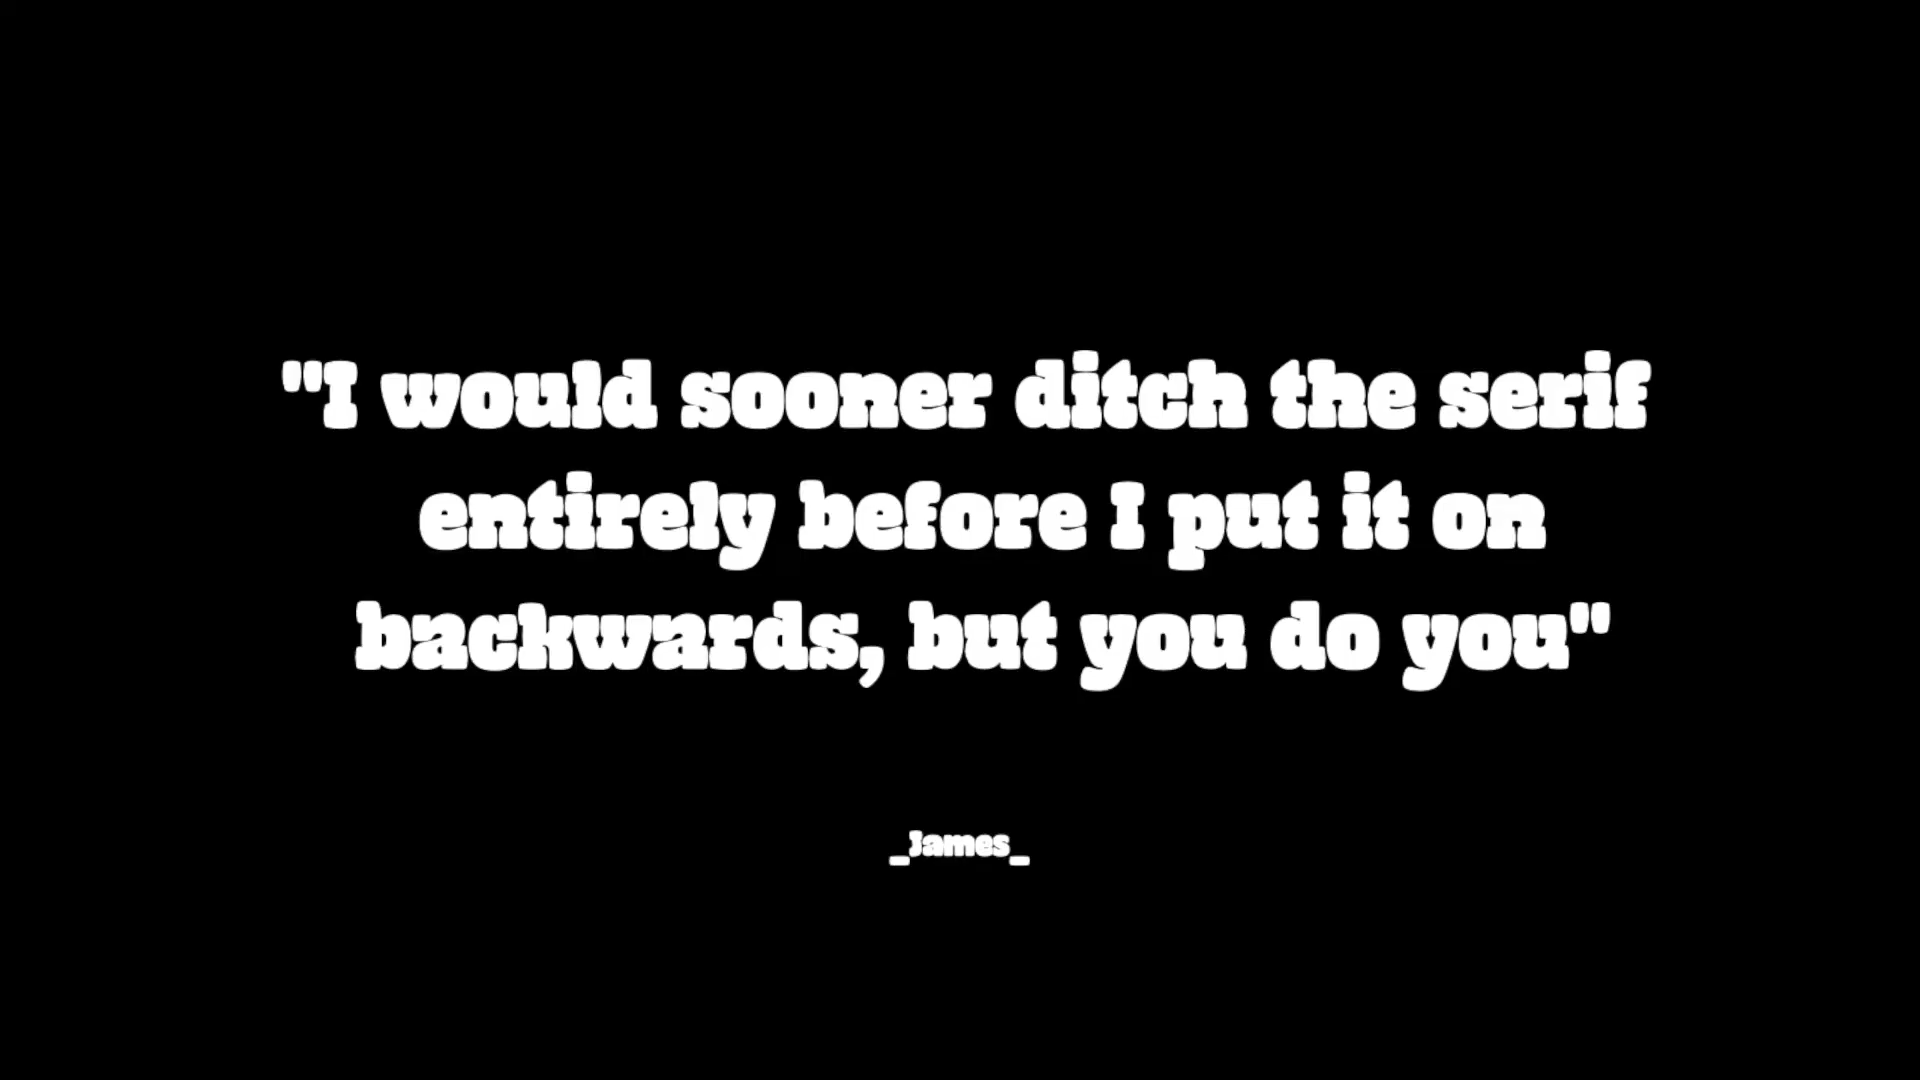 "I would sooner ditch the serif
entirely before I put it on
backwards, but you do you"
_James_